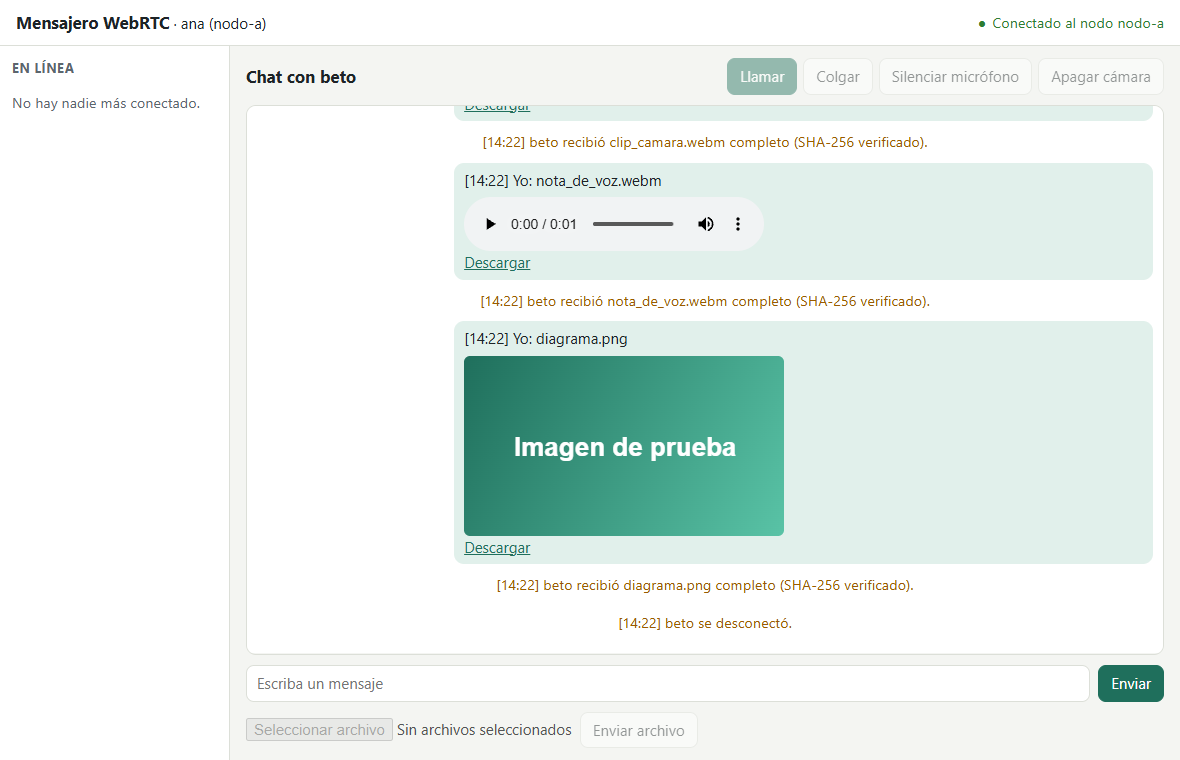 Mensajero WebRTC · ana (nodo-a)
● Conectado al nodo nodo-a
EN LÍNEA
No hay nadie más conectado.
Chat con beto
Llamar
Colgar
Silenciar micrófono
Apagar cámara
Descargar
[14:22] beto recibió clip_camara.webm completo (SHA-256 verificado).
[14:22] Yo: nota_de_voz.webm
0:00 / 0:01
Descargar
[14:22] beto recibió nota_de_voz.webm completo (SHA-256 verificado).
[14:22] Yo: diagrama.png
Imagen de prueba
Descargar
[14:22] beto recibió diagrama.png completo (SHA-256 verificado).
[14:22] beto se desconectó.
Escriba un mensaje
Enviar
Seleccionar archivo Sin archivos seleccionados
Enviar archivo